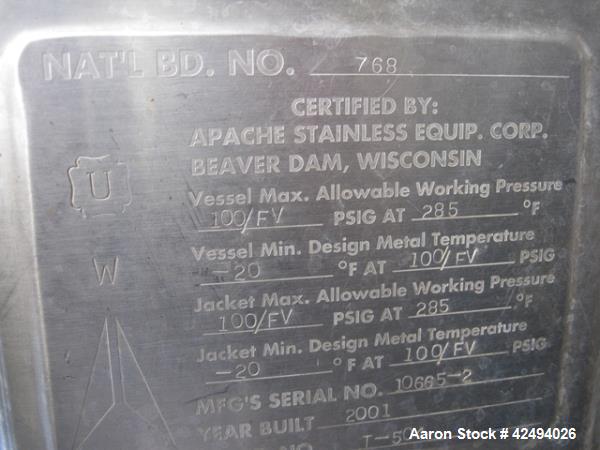 NAT'L BD. NO. 768
CERTIFIED BY:
APACHE STAINLESS EQUIP. CORP.
BEAVER DAM, WISCONSIN
U
Vessel Max. Allowable Working Pressure
100/FV PSIG AT 285 °F
Vessel Min. Design Metal Temperature
W
-20 °F AT 100/FV PSIG
Jacket Max. Allowable Working Pressure
100/FV PSIG AT 285 °F
Jacket Min. Design Metal Temperature
-20 °F AT 100/FV PSIG
MFG'S SERIAL NO. 10665-2
YEAR BUILT 2001
NO.
Aaron Stock # 42494026